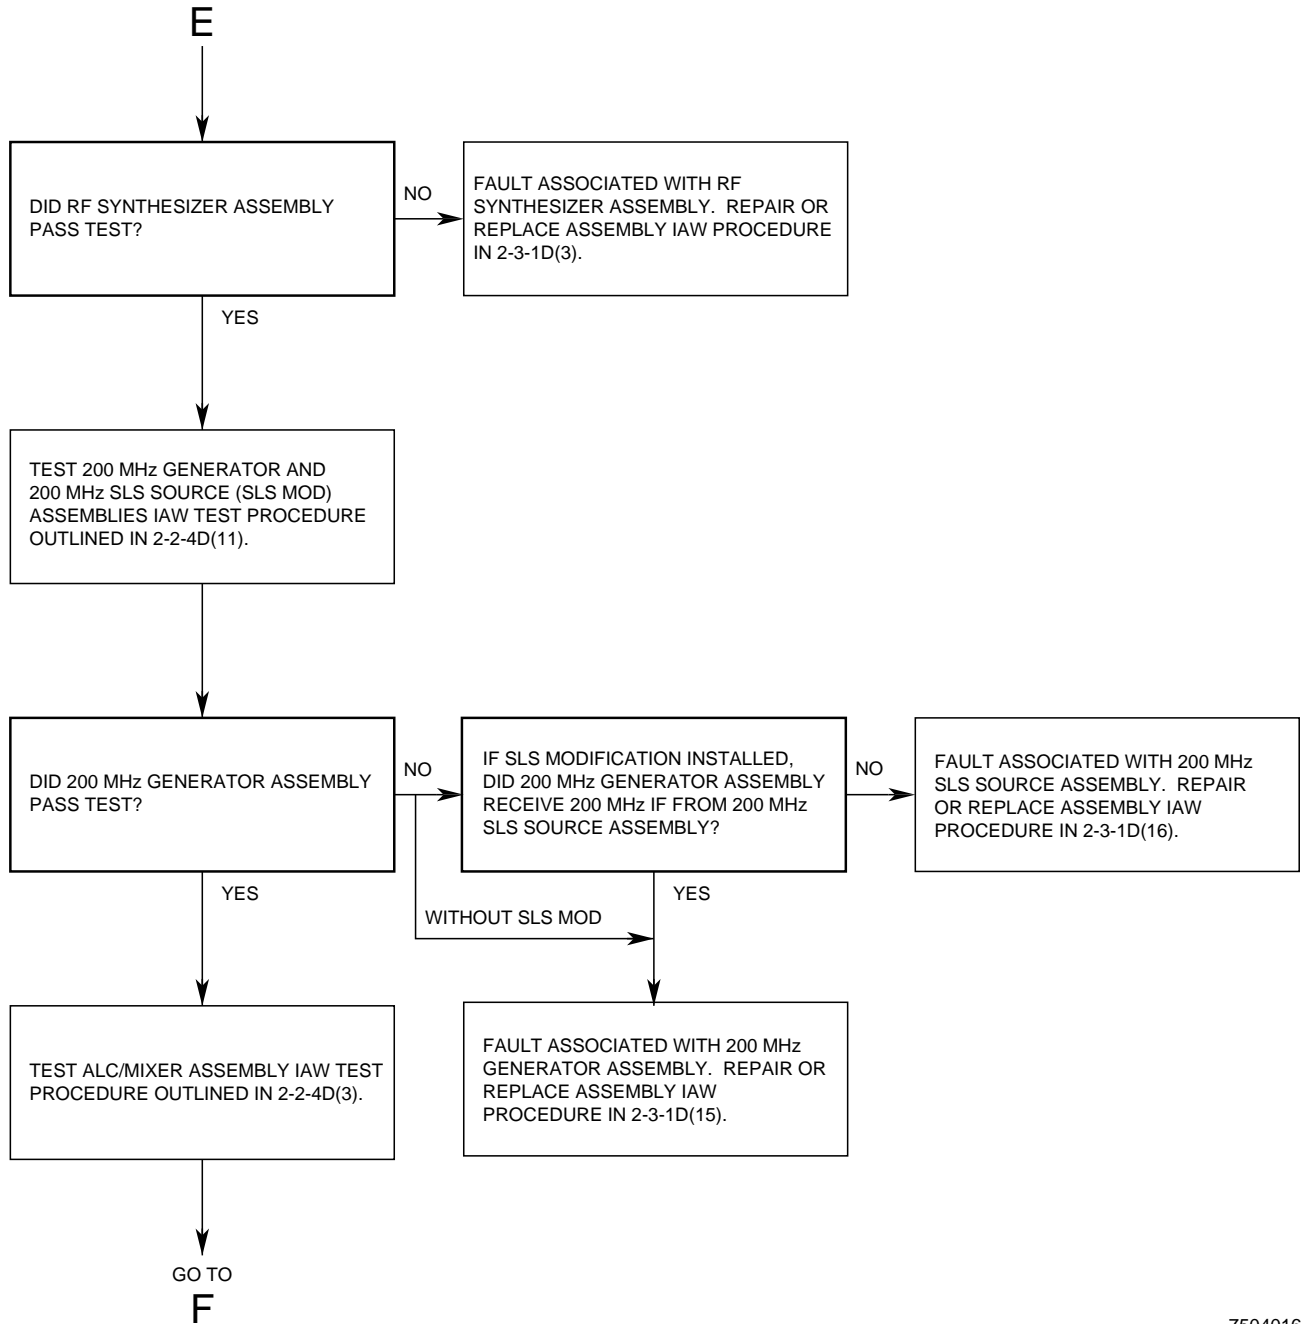 E
DID RF SYNTHESIZER ASSEMBLY
PASS TEST?
NO
FAULT ASSOCIATED WITH RF
SYNTHESIZER ASSEMBLY. REPAIR OR
REPLACE ASSEMBLY IAW PROCEDURE
IN 2-3-1D(3).
YES
TEST 200 MHz GENERATOR AND
200 MHz SLS SOURCE (SLS MOD)
ASSEMBLIES IAW TEST PROCEDURE
OUTLINED IN 2-2-4D(11).
DID 200 MHz GENERATOR ASSEMBLY
PASS TEST?
NO
IF SLS MODIFICATION INSTALLED,
DID 200 MHz GENERATOR ASSEMBLY
RECEIVE 200 MHz IF FROM 200 MHz
SLS SOURCE ASSEMBLY?
NO
FAULT ASSOCIATED WITH 200 MHz
SLS SOURCE ASSEMBLY. REPAIR
OR REPLACE ASSEMBLY IAW
PROCEDURE IN 2-3-1D(16).
YES
YES
WITHOUT SLS MOD
TEST ALC/MIXER ASSEMBLY IAW TEST
PROCEDURE OUTLINED IN 2-2-4D(3).
FAULT ASSOCIATED WITH 200 MHz
GENERATOR ASSEMBLY. REPAIR OR
REPLACE ASSEMBLY IAW
PROCEDURE IN 2-3-1D(15).
GO TO
F